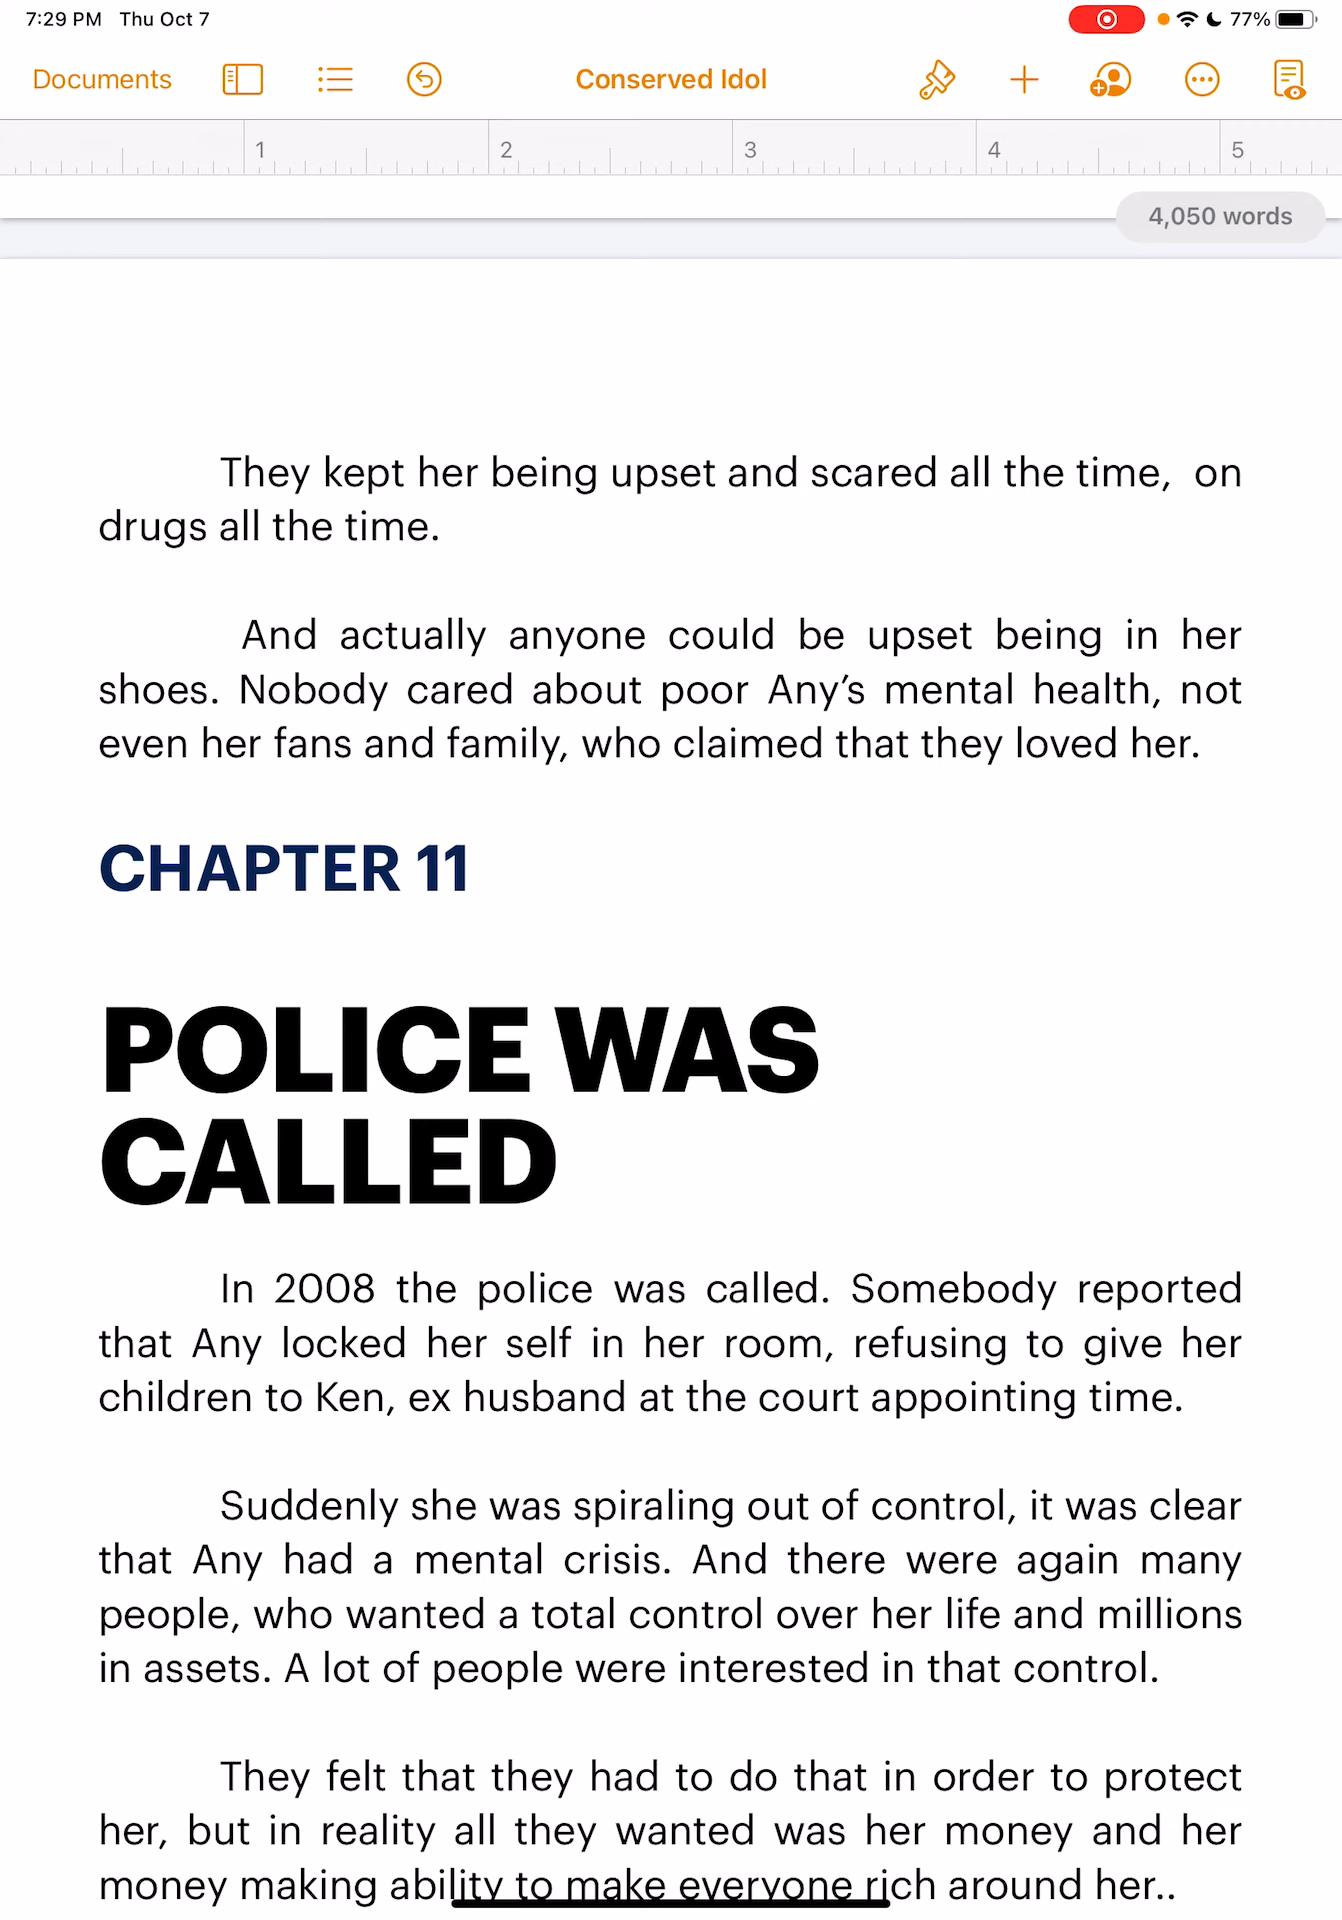 7:29 PM Thu Oct 7
77%
Documents
Conserved Idol
1 2 3 4 5
4,050 words
They kept her being upset and scared all the time, on
drugs all the time.
And actually anyone could be upset being in her
shoes. Nobody cared about poor Any’s mental health, not
even her fans and family, who claimed that they loved her.
CHAPTER 11
POLICE WAS
CALLED
In 2008 the police was called. Somebody reported
that Any locked her self in her room, refusing to give her
children to Ken, ex husband at the court appointing time.
Suddenly she was spiraling out of control, it was clear
that Any had a mental crisis. And there were again many
people, who wanted a total control over her life and millions
in assets. A lot of people were interested in that control.
They felt that they had to do that in order to protect
her, but in reality all they wanted was her money and her
money making ability to make everyone rich around her..